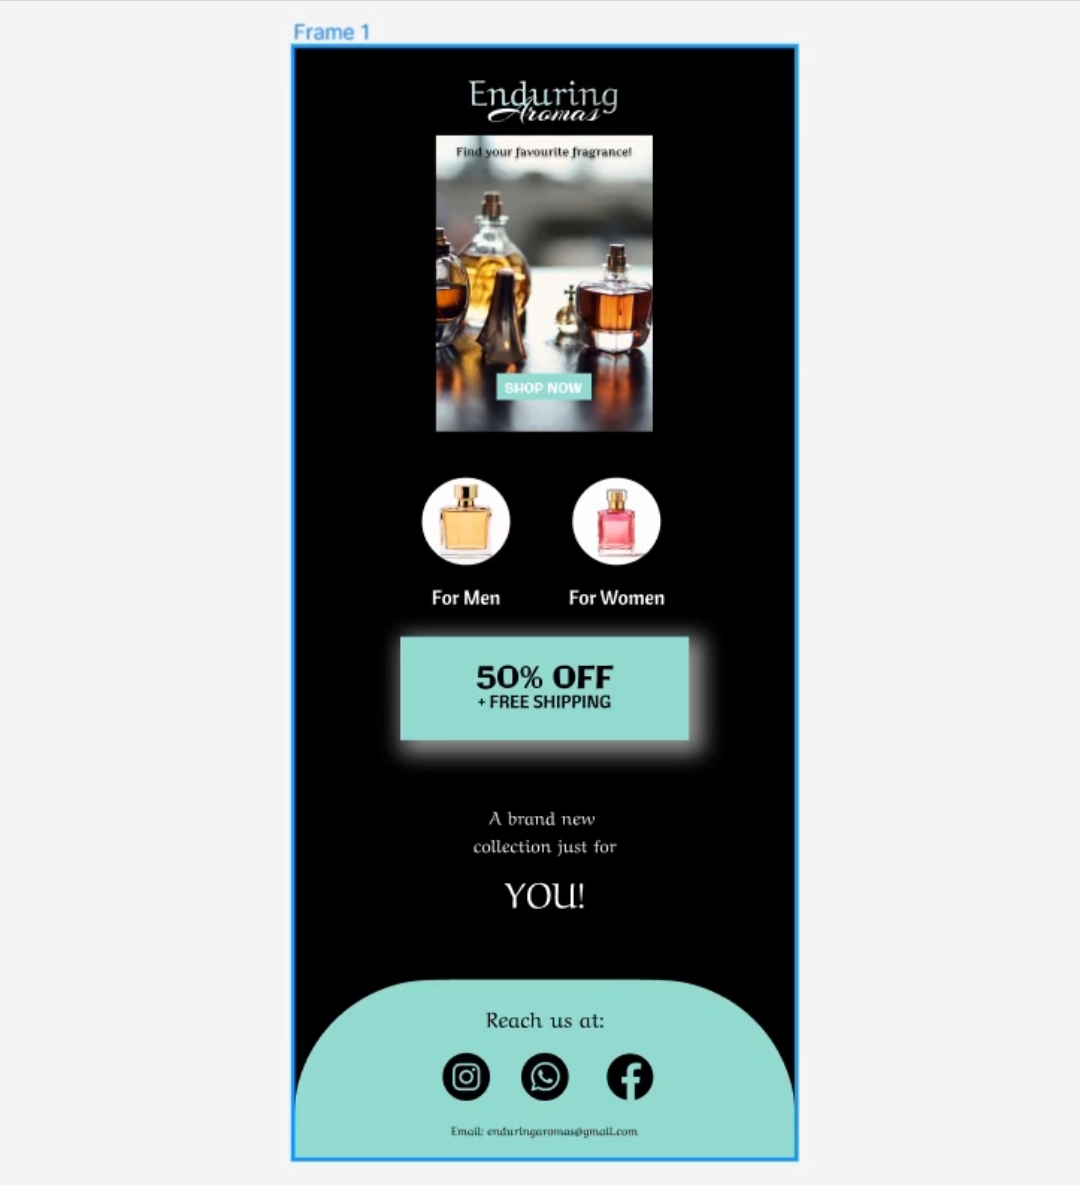 Frame 1
Enduring
Aromas
Find your favourite fragrance!
SHOP NOW
For Men
For Women
50% OFF
+ FREE SHIPPING
A brand new
collection just for
YOU!
Reach us at:
Email: enduringaromas@gmail.com